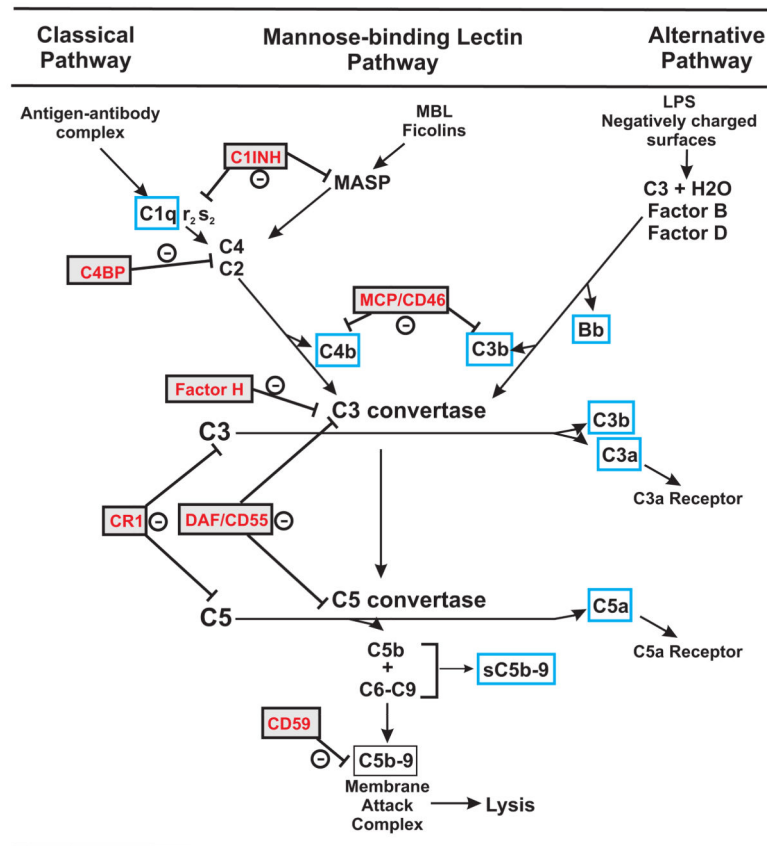 Classical
Pathway
Mannose-binding Lectin
Pathway
Alternative
Pathway
Antigen-antibody
complex
MBL
Ficolins
LPS
Negatively charged
surfaces
C1INH
⊖
MASP
C3 + H2O
Factor B
Factor D
C1q r₂ s₂
⊖
C4
C2
C4BP
MCP/CD46
⊖
Bb
C4b
C3b
Factor H
⊖
C3 convertase
C3
C3b
C3a
C3a Receptor
CR1 ⊖
DAF/CD55 ⊖
C5 convertase
C5
C5a
C5a Receptor
C5b
+
C6-C9
sC5b-9
CD59
⊖
C5b-9
Membrane
Attack
Complex
Lysis